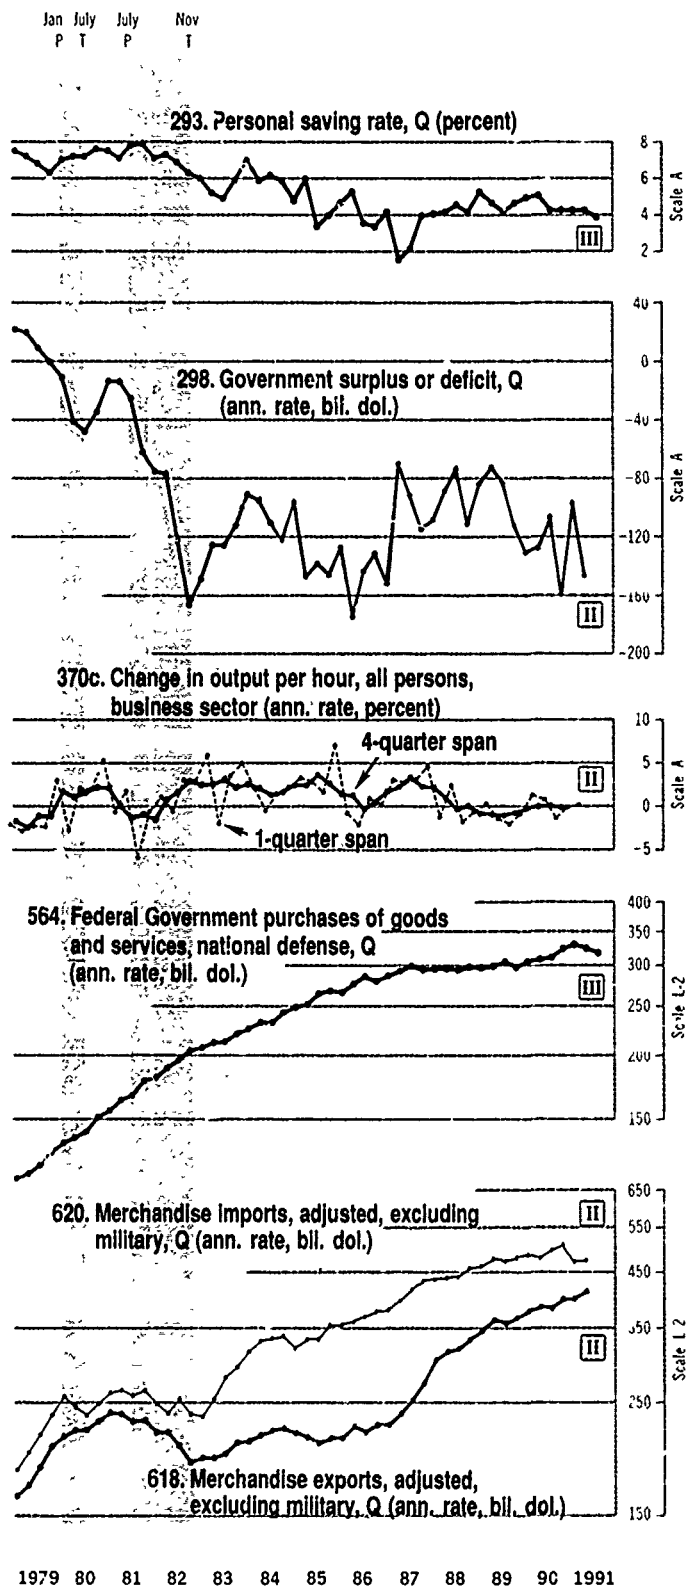 Jan July July Nov
P T P T
293. Personal saving rate, Q (percent)
8
6
4
2
Scale A
III
40
0
298. Government surplus or deficit, Q
(ann. rate, bil. dol.)
-40
-80
-120
-160
-200
Scale A
II
370c. Change in output per hour, all persons,
business sector (ann. rate, percent)
10
4-quarter span
5
II
0
1-quarter span
-5
Scale A
400
564. Federal Government purchases of goods
and services, national defense, Q
(ann. rate, bil. dol.)
350
300
III
250
200
150
Scale L-2
650
620. Merchandise imports, adjusted, excluding
military, Q (ann. rate, bil. dol.)
II
550
450
350
II
Scale L-2
250
618. Merchandise exports, adjusted,
excluding military, Q (ann. rate, bil. dol.)
150
1979 80 81 82 83 84 85 86 87 88 89 90 1991